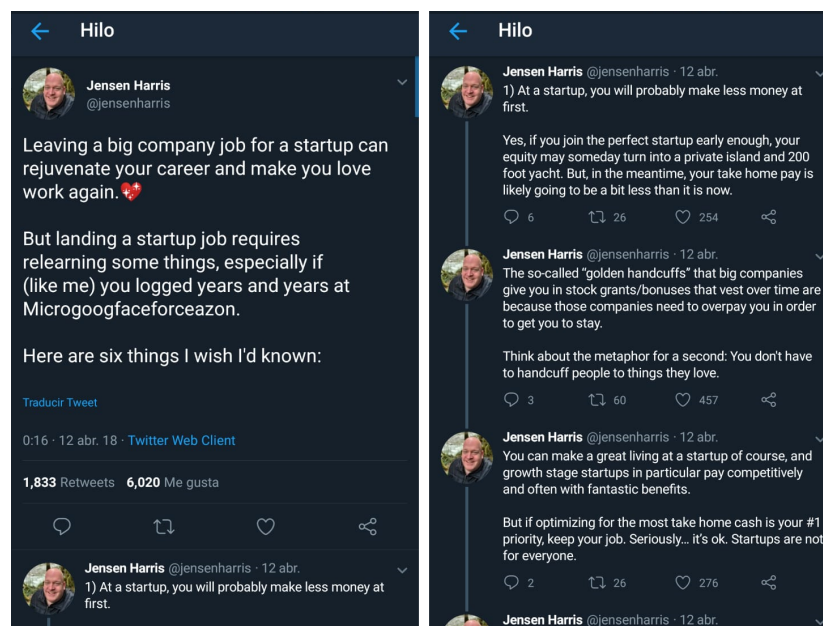 Hilo
Jensen Harris
@jensenharris
Leaving a big company job for a startup can
rejuvenate your career and make you love
work again.💖
But landing a startup job requires
relearning some things, especially if
(like me) you logged years and years at
Microgoogfaceforceazon.
Here are six things I wish I'd known:
Traducir Tweet
0:16 · 12 abr. 18 · Twitter Web Client
1,833 Retweets 6,020 Me gusta
Jensen Harris @jensenharris · 12 abr.
1) At a startup, you will probably make less money at
first.
Hilo
Jensen Harris @jensenharris · 12 abr.
1) At a startup, you will probably make less money at
first.
Yes, if you join the perfect startup early enough, your
equity may someday turn into a private island and 200
foot yacht. But, in the meantime, your take home pay is
likely going to be a bit less than it is now.
6 26 254
Jensen Harris @jensenharris · 12 abr.
The so-called “golden handcuffs” that big companies
give you in stock grants/bonuses that vest over time are
because those companies need to overpay you in order
to get you to stay.
Think about the metaphor for a second: You don't have
to handcuff people to things they love.
3 60 457
Jensen Harris @jensenharris · 12 abr.
You can make a great living at a startup of course, and
growth stage startups in particular pay competitively
and often with fantastic benefits.
But if optimizing for the most take home cash is your #1
priority, keep your job. Seriously… it's ok. Startups are not
for everyone.
2 26 276
Jensen Harris @jensenharris · 12 abr.